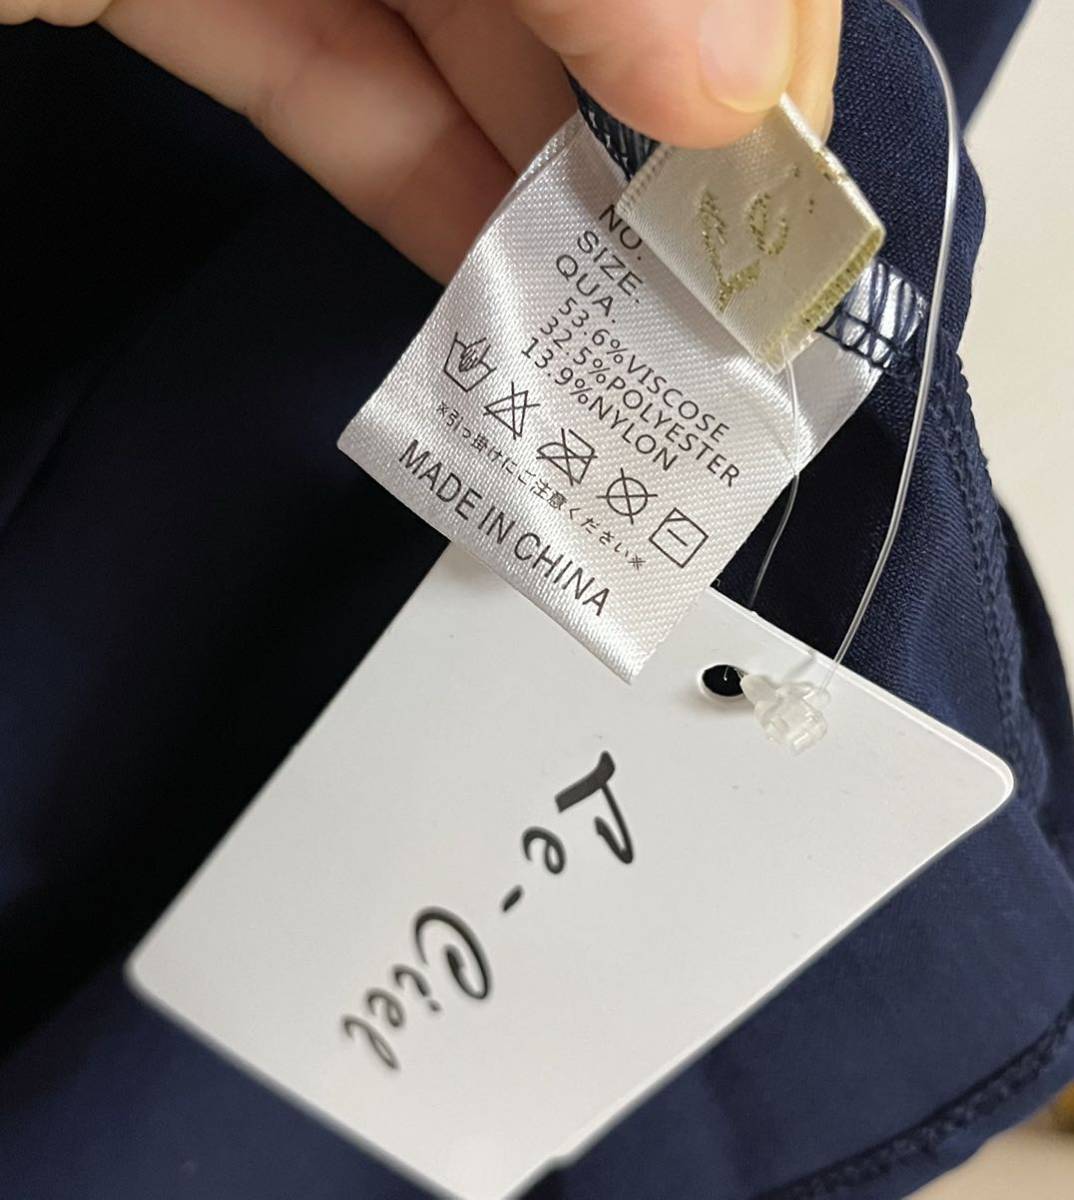 NO.
SIZE.
QUA.
53.6%VISCOSE
32.5%POLYESTER
13.9%NYLON
※引っ掛けにご注意ください※
MADE IN CHINA
Le-Ciel